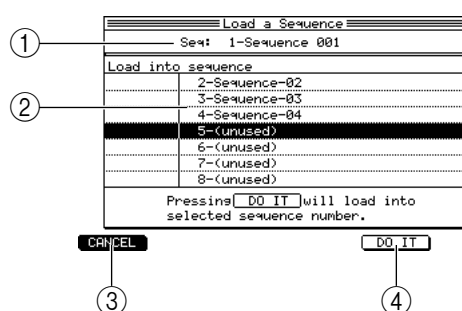 Load a Sequence
1
Seq: 1-Sequence 001
Load into sequence
2
2-Sequence-02
3-Sequence-03
4-Sequence-04
5-(unused)
6-(unused)
7-(unused)
8-(unused)
Pressing DO IT will load into
selected sequence number.
CANCEL DO IT
3 4